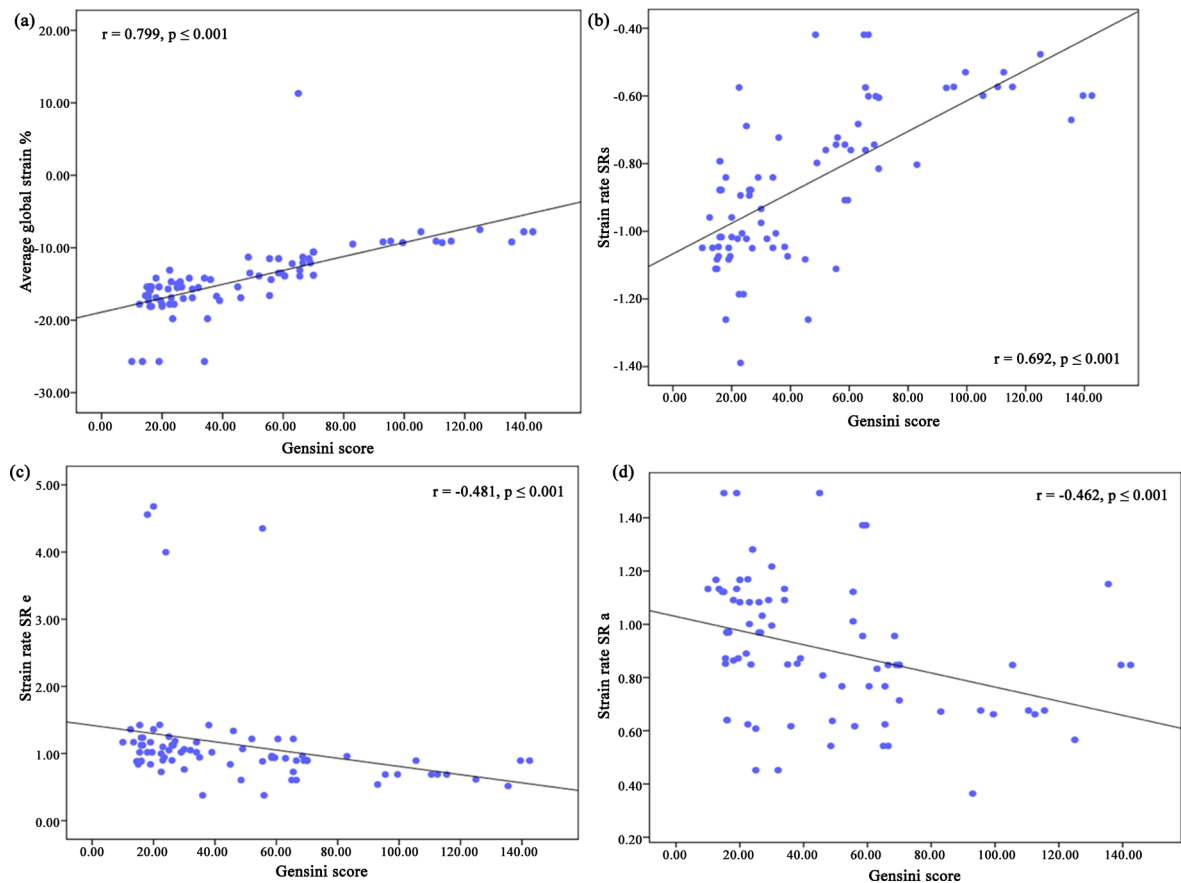 (a)
r = 0.799, p ≤ 0.001
Average global strain %
20.00
10.00
0.00
-10.00
-20.00
-30.00
0.00 20.00 40.00 60.00 80.00 100.00 120.00 140.00
Gensini score
(b)
Strain rate SRs
-0.40
-0.60
-0.80
-1.00
-1.20
-1.40
r = 0.692, p ≤ 0.001
0.00 20.00 40.00 60.00 80.00 100.00 120.00 140.00
Gensini score
(c)
r = -0.481, p ≤ 0.001
Strain rate SR e
5.00
4.00
3.00
2.00
1.00
0.00
0.00 20.00 40.00 60.00 80.00 100.00 120.00 140.00
Gensini score
(d)
r = -0.462, p ≤ 0.001
Strain rate SR a
1.40
1.20
1.00
0.80
0.60
0.40
0.20
0.00 20.00 40.00 60.00 80.00 100.00 120.00 140.00
Gensini score